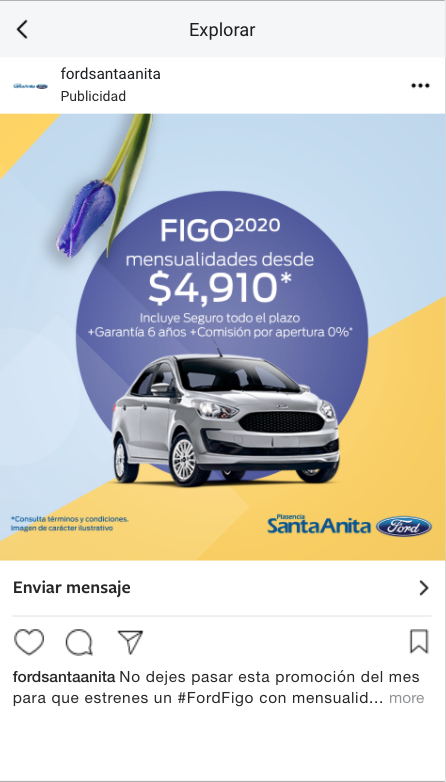 Explorar
fordsantaanita
Publicidad
FIGO2020
mensualidades desde
$4,910*
Incluye Seguro todo el plazo
+Garantía 6 años +Comisión por apertura 0%*
*Consulta términos y condiciones.
Imagen de carácter ilustrativo
Plasencia
SantaAnita Ford
Enviar mensaje
fordsantaanita No dejes pasar esta promoción del mes
para que estrenes un #FordFigo con mensualid... more